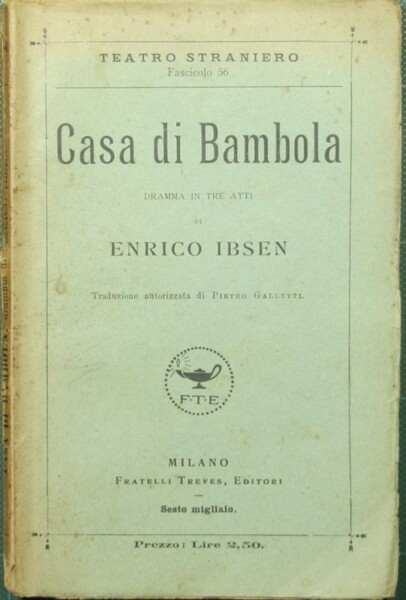 TEATRO STRANIERO
Fascicolo 56
Casa di Bambola
DRAMMA IN TRE ATTI
DI
ENRICO IBSEN
Traduzione autorizzata di PIETRO GALLETTI.
F·T·E
MILANO
FRATELLI TREVES, EDITORI
Sesto migliaio.
Prezzo: Lire 2,50.